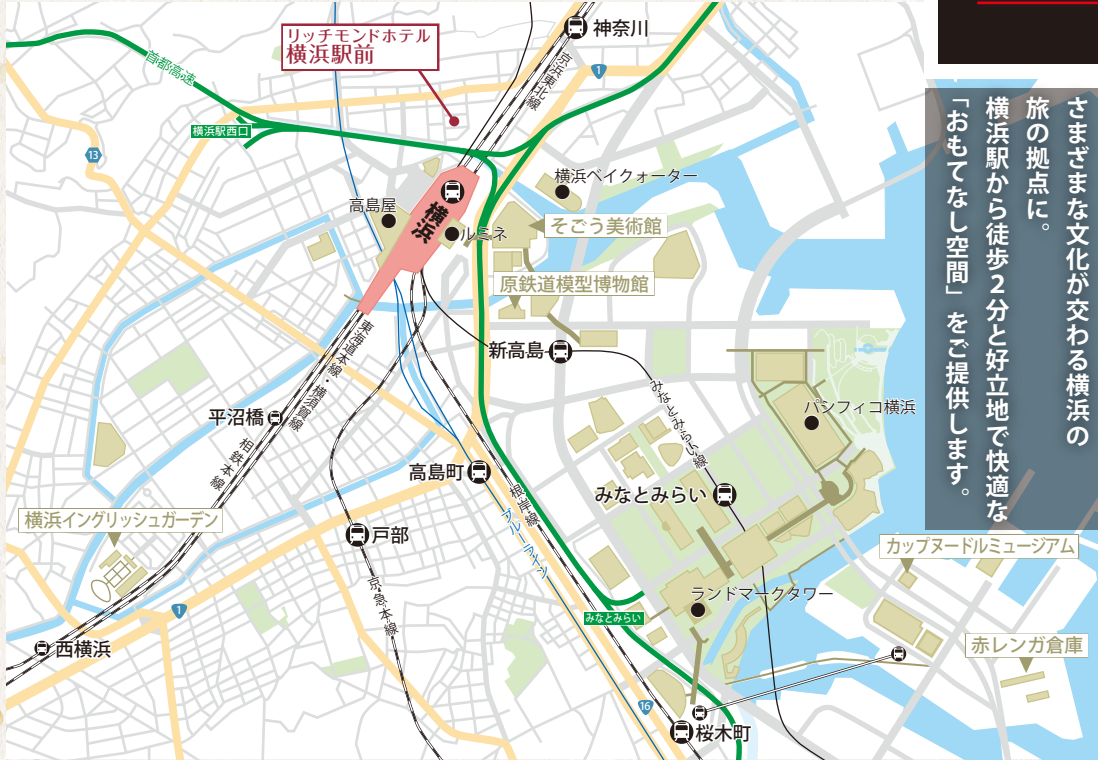 リッチモンドホテル
横浜駅前
神奈川
京浜東北線
1
首都高速
横浜駅西口
13
横浜
高島屋
ルミネ
横浜ベイクォーター
そごう美術館
原鉄道模型博物館
新高島
東海道本線・横須賀線
平沼橋
相鉄本線
みなとみらい線
パシフィコ横浜
高島町
みなとみらい
根岸線
ブルーライン
横浜イングリッシュガーデン
戸部
京急本線
1
西横浜
ランドマークタワー
みなとみらい
カップヌードルミュージアム
赤レンガ倉庫
16
桜木町
さまざまな文化が交わる横浜の
旅の拠点に。
横浜駅から徒歩2分と好立地で快適な
「おもてなし空間」をご提供します。